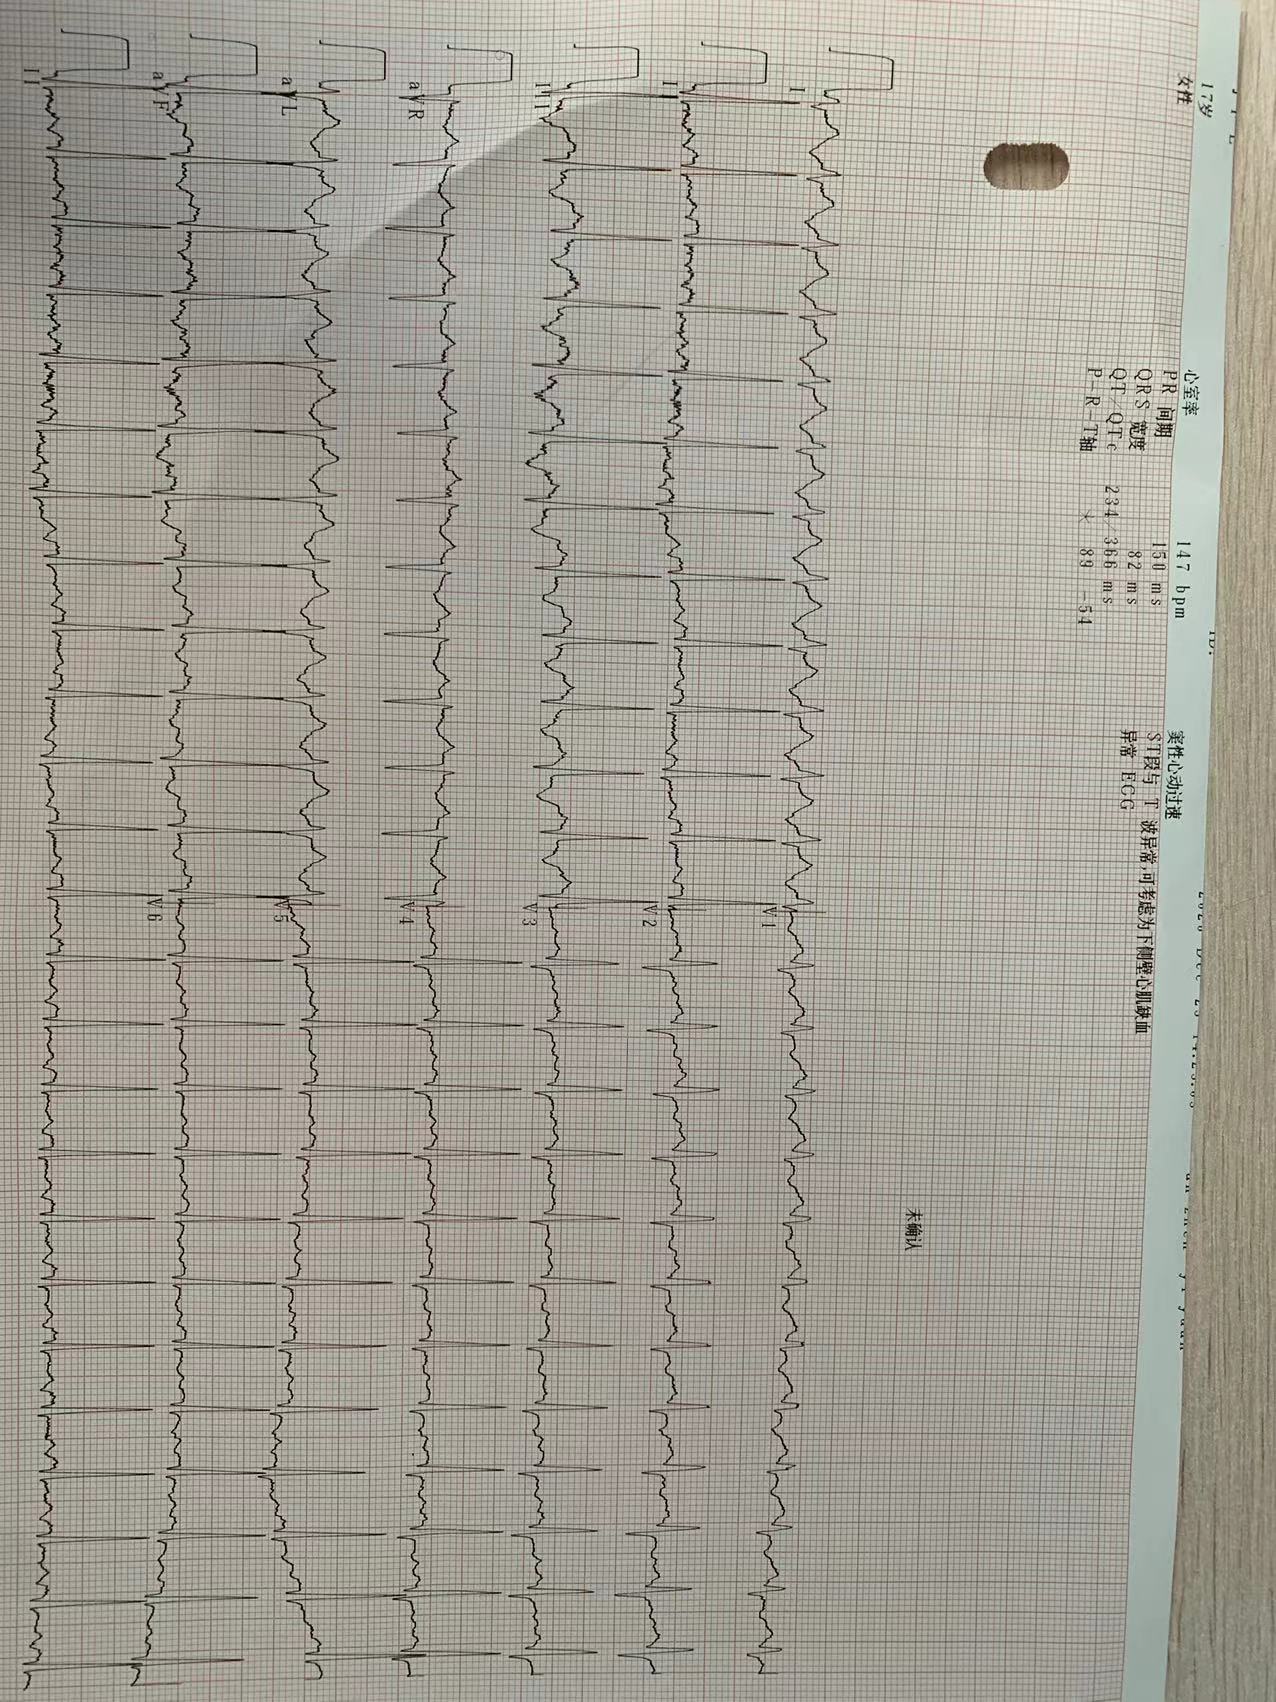 17岁
女性
心室率 147 bpm
PR 间期 150 ms
QRS 宽度 82 ms
QT/QTc 234/366 ms
P-R-T轴 89 -54
窦性心动过速
ST段与 T 波异常,可考虑为下侧壁心肌缺血
异常 ECG
未确认
I
V1
II
V2
III
V3
aVR
V4
aVL
V5
aVF
V6
II